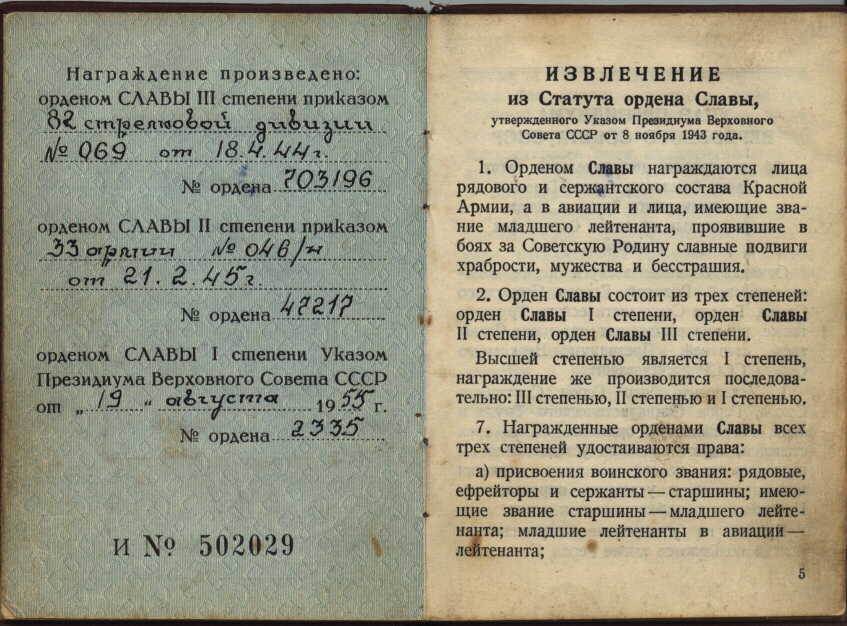 Награждение произведено:
орденом СЛАВЫ III степени приказом
82 стрелковой дивизии
№ 069 от 18.4.44г.
№ ордена 703196
орденом СЛАВЫ II степени приказом
33 армии № 046/н
от 21.2.45г.
№ ордена 47217
орденом СЛАВЫ I степени Указом
Президиума Верховного Совета СССР
от „19 “ августа 1955 г.
№ ордена 2335
И № 502029
ИЗВЛЕЧЕНИЕ
из Статута ордена Славы,
утвержденного Указом Президиума Верховного
Совета СССР от 8 ноября 1943 года.
1. Орденом Славы награждаются лица
рядового и сержантского состава Красной
Армии, а в авиации и лица, имеющие зва-
ние младшего лейтенанта, проявившие в
боях за Советскую Родину славные подвиги
храбрости, мужества и бесстрашия.
2. Орден Славы состоит из трех степеней:
орден Славы I степени, орден Славы
II степени, орден Славы III степени.
Высшей степенью является I степень,
награждение же производится последова-
тельно: III степенью, II степенью и I степенью.
7. Награжденные орденами Славы всех
трех степеней удостаиваются права:
а) присвоения воинского звания: рядовые,
ефрейторы и сержанты — старшины; имею-
щие звание старшины — младшего лейте-
нанта; младшие лейтенанты в авиации —
лейтенанта;
5